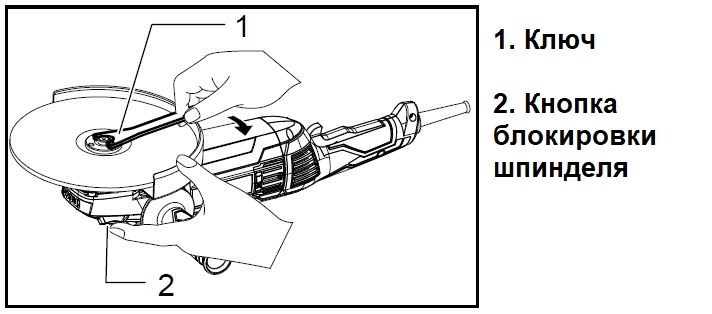 1
2
1. Ключ
2. Кнопка
блокировки
шпинделя